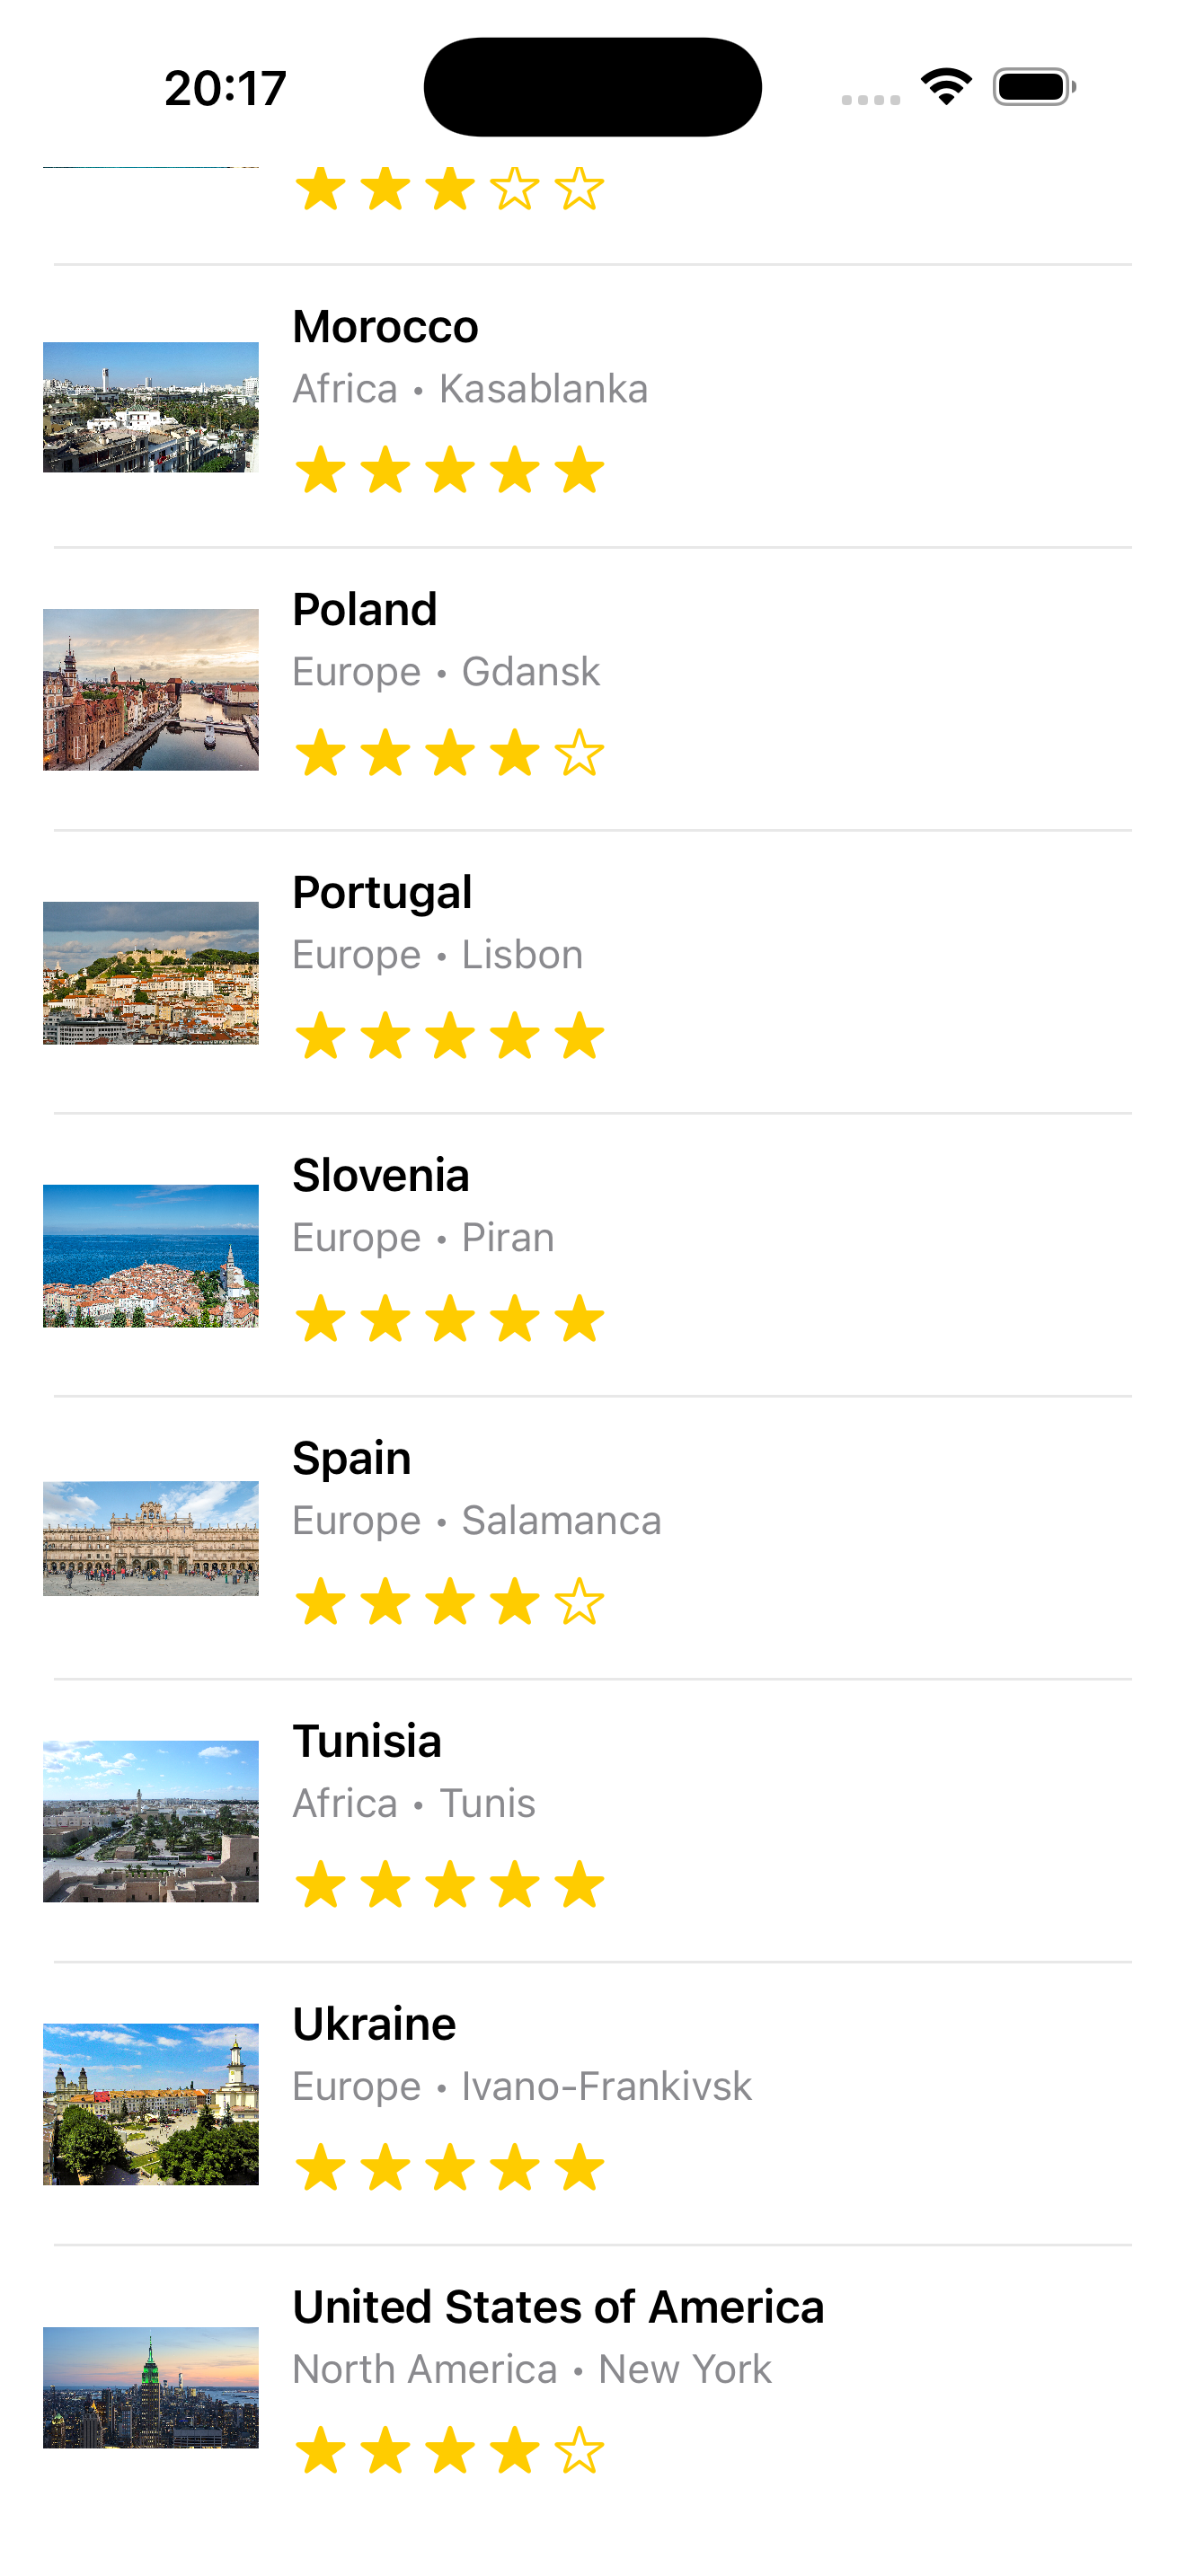 20:17
Morocco
Africa • Kasablanka
Poland
Europe • Gdansk
Portugal
Europe • Lisbon
Slovenia
Europe • Piran
Spain
Europe • Salamanca
Tunisia
Africa • Tunis
Ukraine
Europe • Ivano-Frankivsk
United States of America
North America • New York